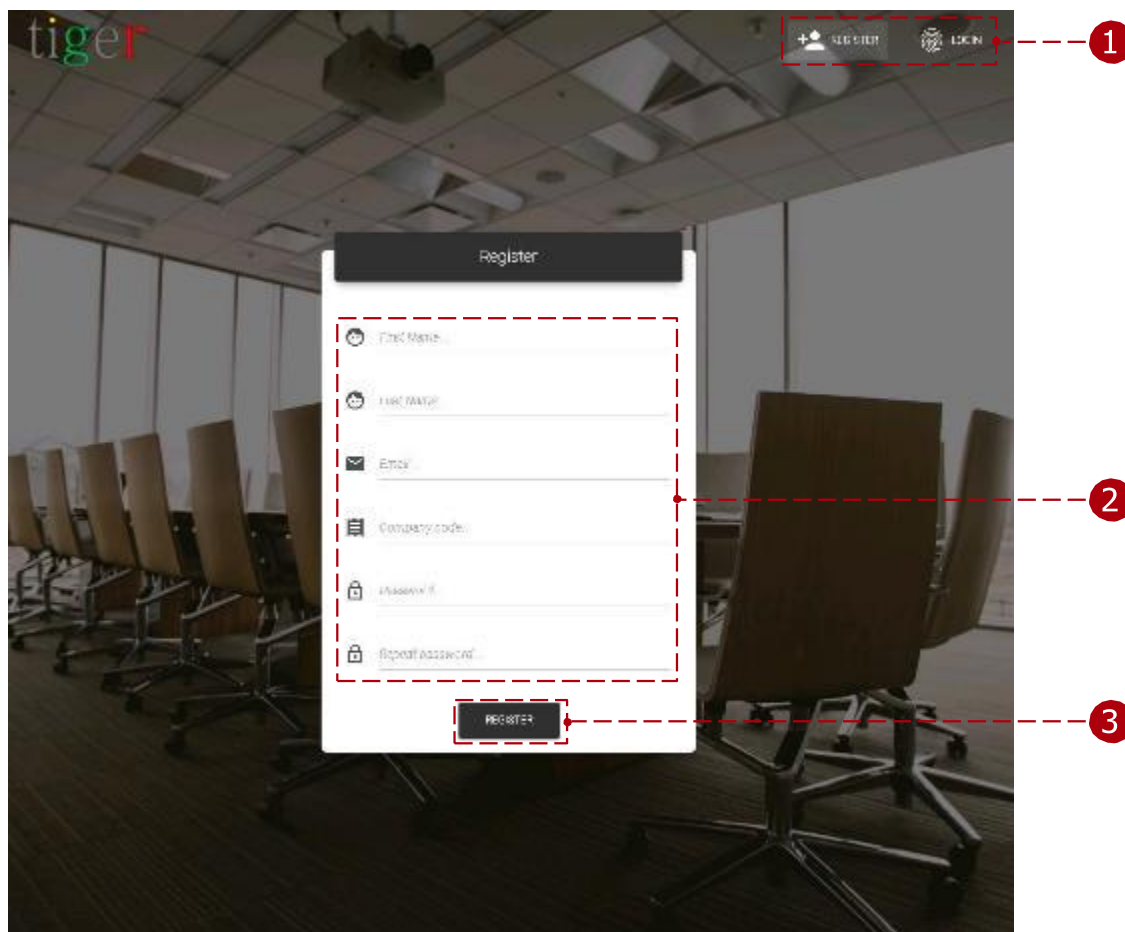 tiger
REGISTER
LOGIN
1
Register
First Name...
Last Name...
Email...
2
Company code...
Password...
Repeat password...
REGISTER
3